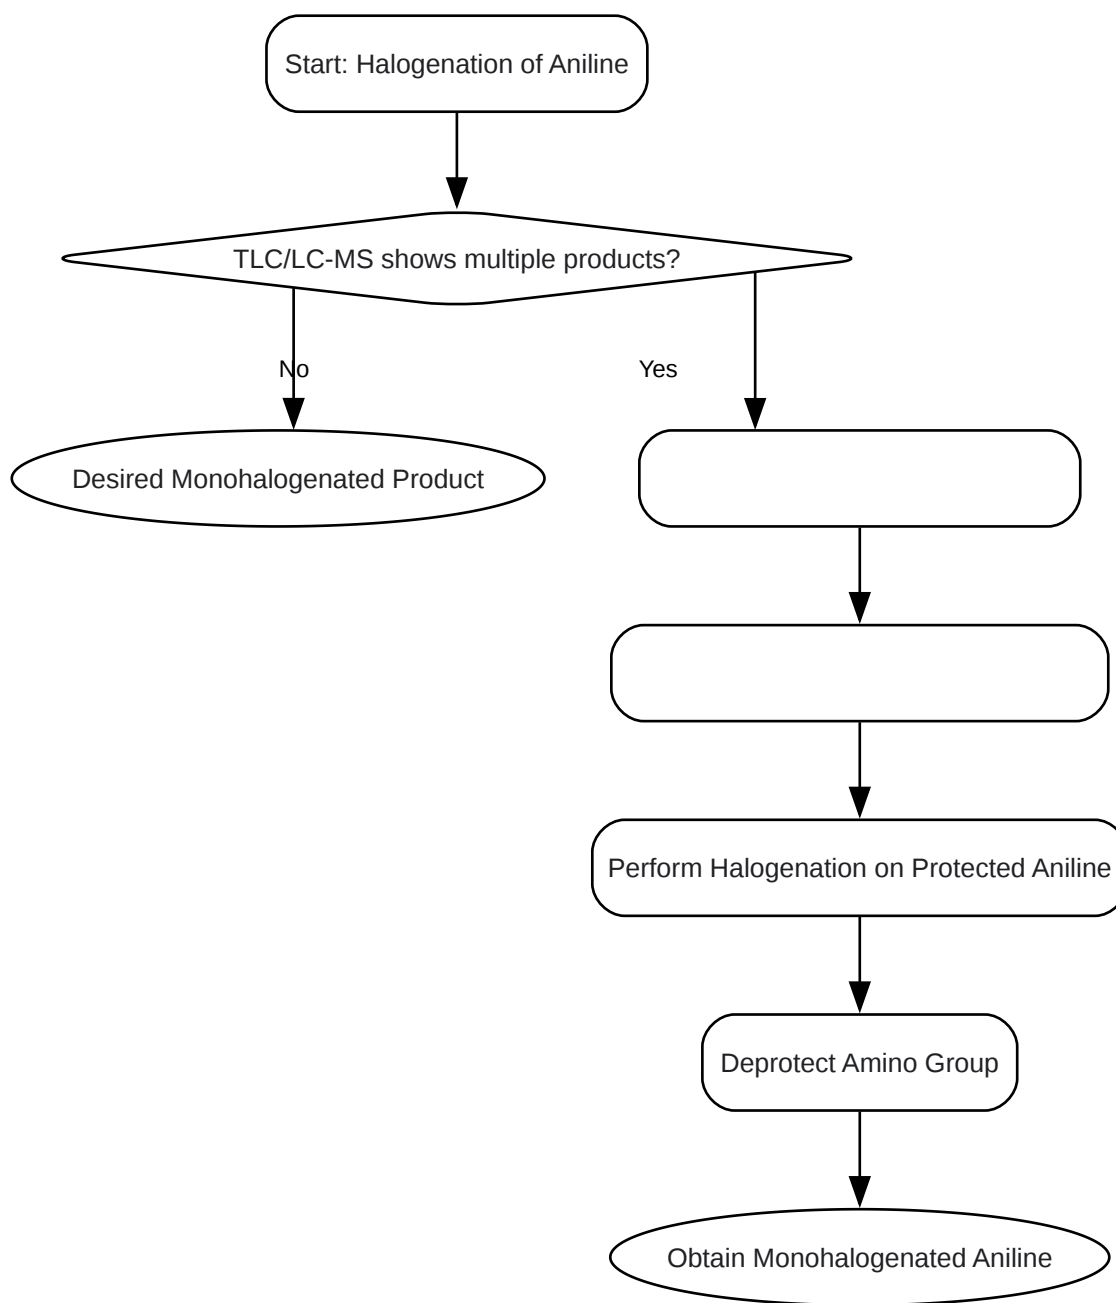 Start: Halogenation of Aniline
TLC/LC-MS shows multiple products?
No
Yes
Desired Monohalogenated Product
Perform Halogenation on Protected Aniline
Deprotect Amino Group
Obtain Monohalogenated Aniline